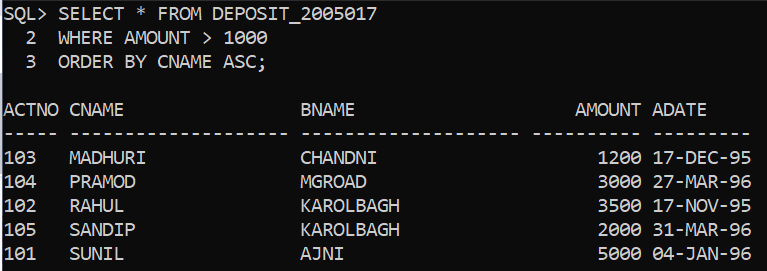 SQL> SELECT * FROM DEPOSIT_2005017
  2  WHERE AMOUNT > 1000
  3  ORDER BY CNAME ASC;
ACTNO CNAME                BNAME                    AMOUNT ADATE
----- -------------------- -------------------- ---------- ---------
103   MADHURI              CHANDNI                    1200 17-DEC-95
104   PRAMOD               MGROAD                     3000 27-MAR-96
102   RAHUL                KAROLBAGH                  3500 17-NOV-95
105   SANDIP               KAROLBAGH                  2000 31-MAR-96
101   SUNIL                AJNI                       5000 04-JAN-96